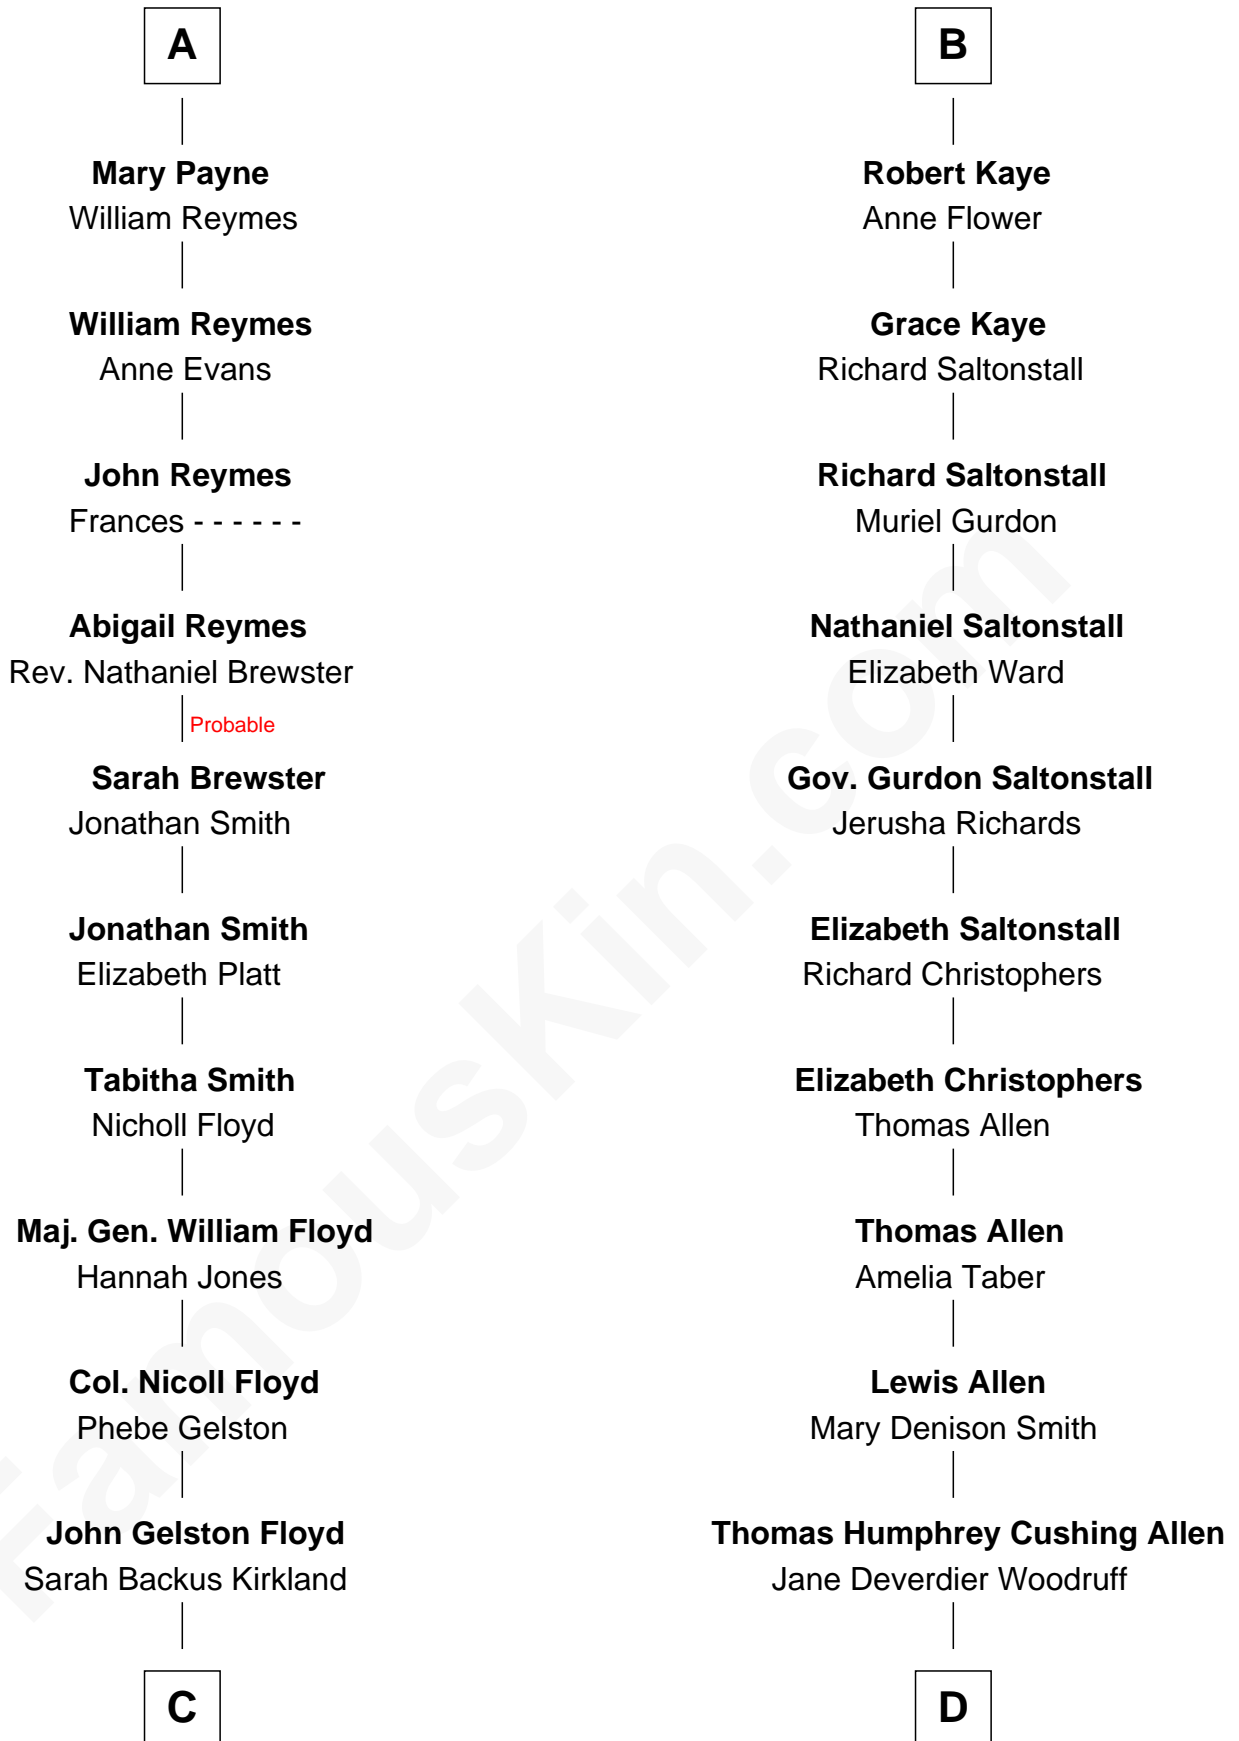 A
Mary Payne
William Reymes
William Reymes
Anne Evans
John Reymes
Frances - - - - - -
Abigail Reymes
Rev. Nathaniel Brewster
Probable
Sarah Brewster
Jonathan Smith
Jonathan Smith
Elizabeth Platt
Tabitha Smith
Nicholl Floyd
Maj. Gen. William Floyd
Hannah Jones
Col. Nicoll Floyd
Phebe Gelston
John Gelston Floyd
Sarah Backus Kirkland
C
B
Robert Kaye
Anne Flower
Grace Kaye
Richard Saltonstall
Richard Saltonstall
Muriel Gurdon
Nathaniel Saltonstall
Elizabeth Ward
Gov. Gurdon Saltonstall
Jerusha Richards
Elizabeth Saltonstall
Richard Christophers
Elizabeth Christophers
Thomas Allen
Thomas Allen
Amelia Taber
Lewis Allen
Mary Denison Smith
Thomas Humphrey Cushing Allen
Jane Deverdier Woodruff
D
FamousKin.com